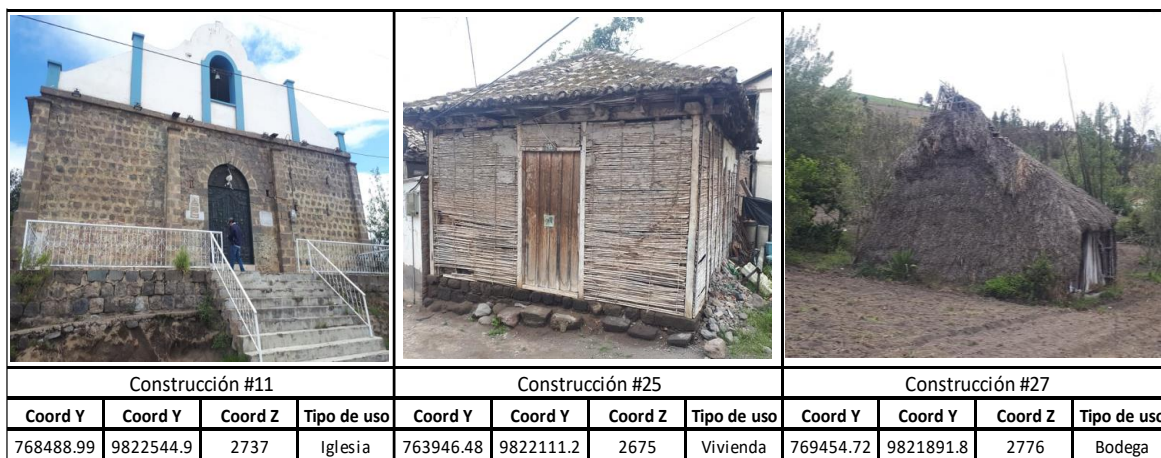 Construcción #11 Construcción #25 Construcción #27
Coord Y Coord Y Coord Z Tipo de uso Coord Y Coord Y Coord Z Tipo de uso Coord Y Coord Y Coord Z Tipo de uso
768488.99 9822544.9 2737 Iglesia 763946.48 9822111.2 2675 Vivienda 769454.72 9821891.8 2776 Bodega